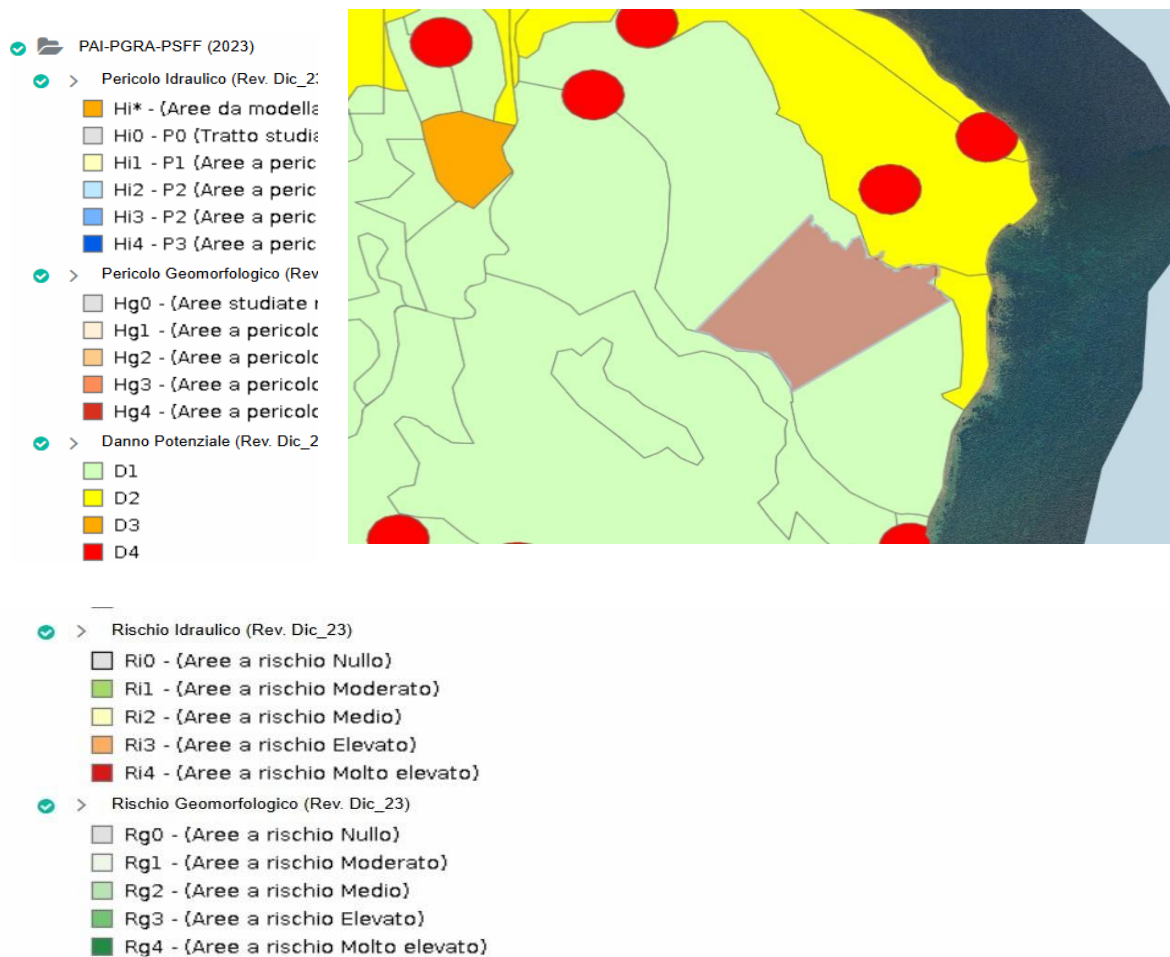 PAI-PGRA-PSFF (2023)
Pericolo Idraulico (Rev. Dic_23
Hi* - (Aree da modella
Hi0 - P0 (Tratto studia
Hi1 - P1 (Aree a peric
Hi2 - P2 (Aree a peric
Hi3 - P2 (Aree a peric
Hi4 - P3 (Aree a peric
Pericolo Geomorfologico (Rev
Hg0 - (Aree studiate r
Hg1 - (Aree a pericolo
Hg2 - (Aree a pericolo
Hg3 - (Aree a pericolo
Hg4 - (Aree a pericolo
Danno Potenziale (Rev. Dic_2
D1
D2
D3
D4
Rischio Idraulico (Rev. Dic_23)
Ri0 - (Aree a rischio Nullo)
Ri1 - (Aree a rischio Moderato)
Ri2 - (Aree a rischio Medio)
Ri3 - (Aree a rischio Elevato)
Ri4 - (Aree a rischio Molto elevato)
Rischio Geomorfologico (Rev. Dic_23)
Rg0 - (Aree a rischio Nullo)
Rg1 - (Aree a rischio Moderato)
Rg2 - (Aree a rischio Medio)
Rg3 - (Aree a rischio Elevato)
Rg4 - (Aree a rischio Molto elevato)